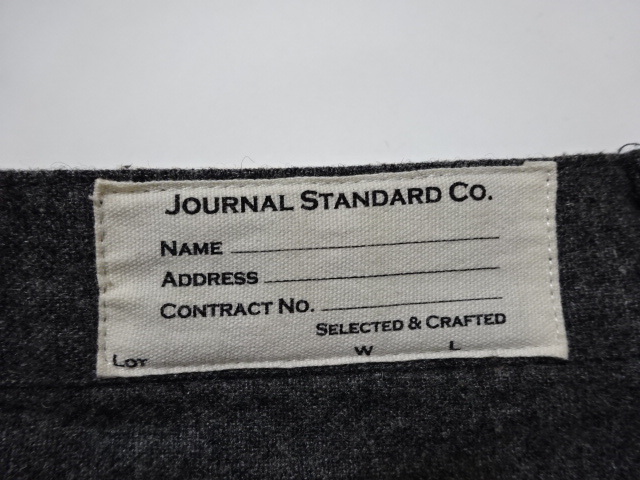 JOURNAL STANDARD CO.
NAME
ADDRESS
CONTRACT NO.
SELECTED & CRAFTED
LOT W L